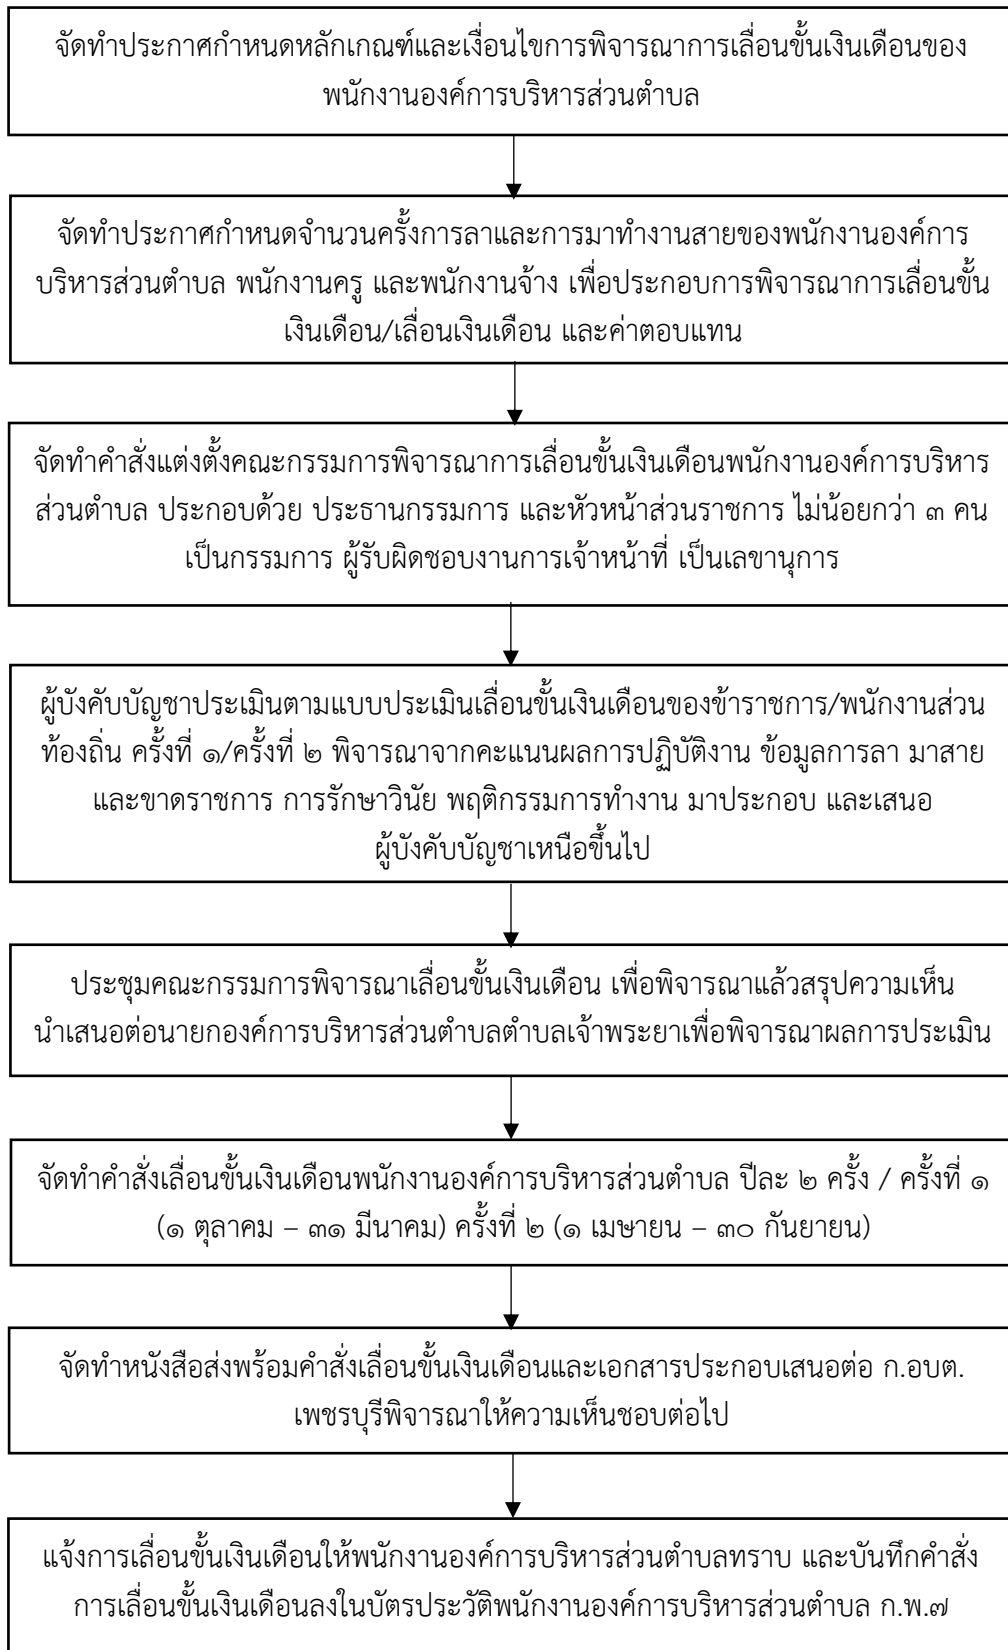 จัดทำประกาศกำหนดหลักเกณฑ์และเงื่อนไขการพิจารณาการเลื่อนขั้นเงินเดือนของ
พนักงานองค์การบริหารส่วนตำบล
จัดทำประกาศกำหนดจำนวนครั้งการลาและการมาทำงานสายของพนักงานองค์การ
บริหารส่วนตำบล พนักงานครู และพนักงานจ้าง เพื่อประกอบการพิจารณาการเลื่อนขั้น
เงินเดือน/เลื่อนเงินเดือน และค่าตอบแทน
จัดทำคำสั่งแต่งตั้งคณะกรรมการพิจารณาการเลื่อนขั้นเงินเดือนพนักงานองค์การบริหาร
ส่วนตำบล ประกอบด้วย ประธานกรรมการ และหัวหน้าส่วนราชการ ไม่น้อยกว่า ๓ คน
เป็นกรรมการ ผู้รับผิดชอบงานการเจ้าหน้าที่ เป็นเลขานุการ
ผู้บังคับบัญชาประเมินตามแบบประเมินเลื่อนขั้นเงินเดือนของข้าราชการ/พนักงานส่วน
ท้องถิ่น ครั้งที่ ๑/ครั้งที่ ๒ พิจารณาจากคะแนนผลการปฏิบัติงาน ข้อมูลการลา มาสาย
และขาดราชการ การรักษาวินัย พฤติกรรมการทำงาน มาประกอบ และเสนอ
ผู้บังคับบัญชาเหนือขึ้นไป
ประชุมคณะกรรมการพิจารณาเลื่อนขั้นเงินเดือน เพื่อพิจารณาแล้วสรุปความเห็น
นำเสนอต่อนายกองค์การบริหารส่วนตำบลตำบลเจ้าพระยาเพื่อพิจารณาผลการประเมิน
จัดทำคำสั่งเลื่อนขั้นเงินเดือนพนักงานองค์การบริหารส่วนตำบล ปีละ ๒ ครั้ง / ครั้งที่ ๑
(๑ ตุลาคม – ๓๑ มีนาคม) ครั้งที่ ๒ (๑ เมษายน – ๓๐ กันยายน)
จัดทำหนังสือส่งพร้อมคำสั่งเลื่อนขั้นเงินเดือนและเอกสารประกอบเสนอต่อ ก.อบต.
เพชรบุรีพิจารณาให้ความเห็นชอบต่อไป
แจ้งการเลื่อนขั้นเงินเดือนให้พนักงานองค์การบริหารส่วนตำบลทราบ และบันทึกคำสั่ง
การเลื่อนขั้นเงินเดือนลงในบัตรประวัติพนักงานองค์การบริหารส่วนตำบล ก.พ.๗